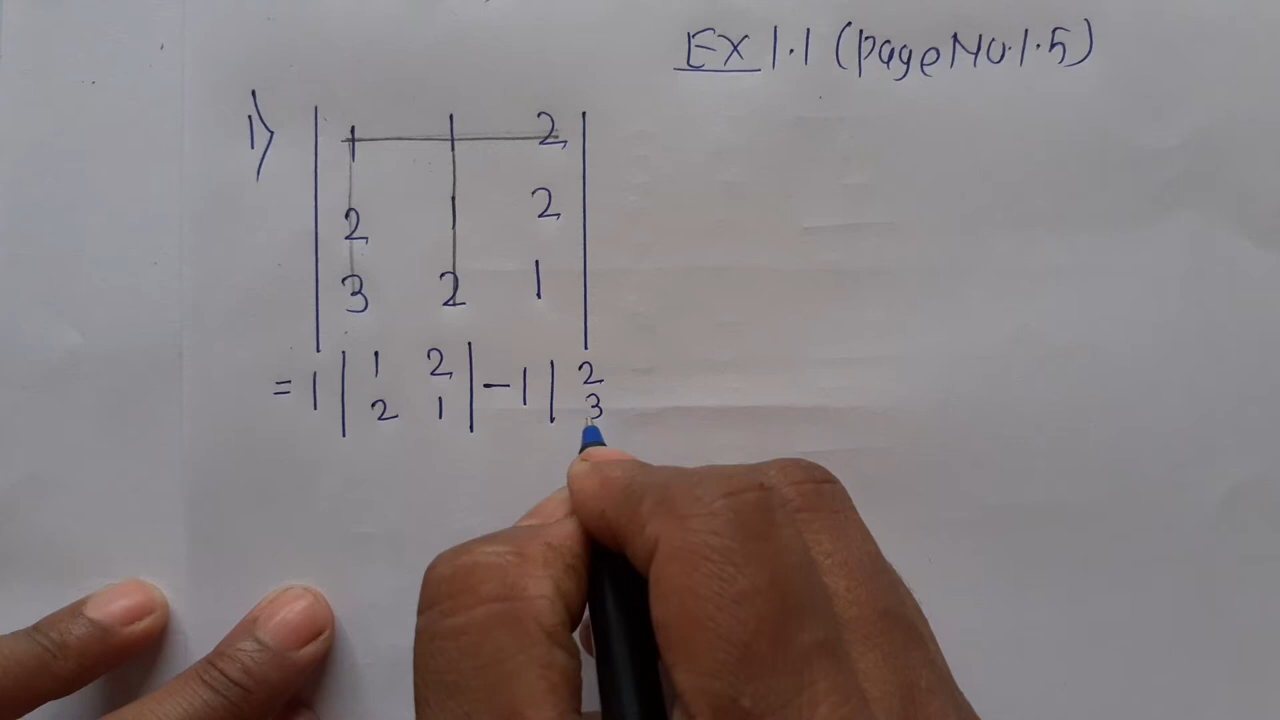 Ex 1.1 (page No.1.5)
1) | 1 1 2 |
| 2 1 2 |
| 3 2 1 |
= 1 | 1 2 | - 1 | 2
2 1 3